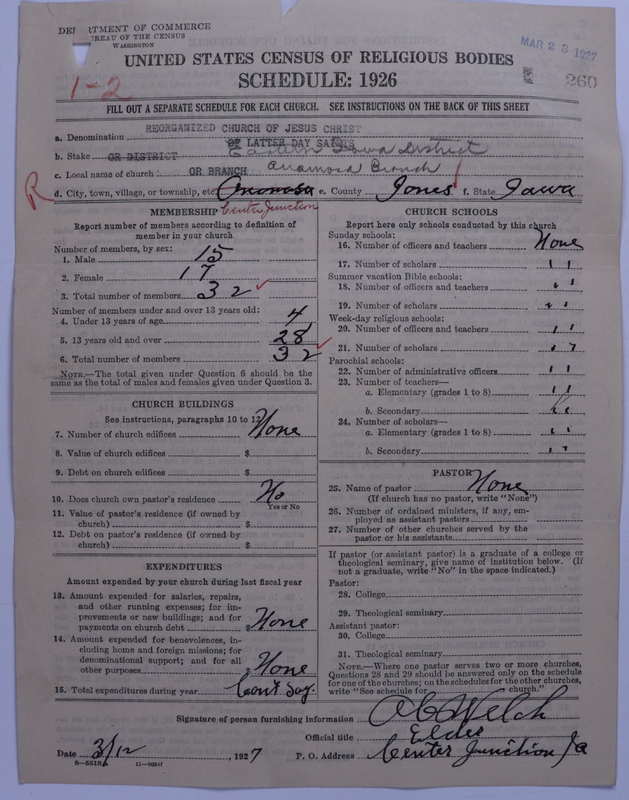 DEPARTMENT OF COMMERCE
BUREAU OF THE CENSUS
WASHINGTON
MAR 23 1927
UNITED STATES CENSUS OF RELIGIOUS BODIES
SCHEDULE: 1926
1-2
260
FILL OUT A SEPARATE SCHEDULE FOR EACH CHURCH. SEE INSTRUCTIONS ON THE BACK OF THIS SHEET
a. Denomination REORGANIZED CHURCH OF JESUS CHRIST
OF LATTER DAY SAINTS
b. Stake OR DISTRICT Eastern Iowa District
c. Local name of church OR BRANCH Anamosa Branch
R d. City, town, village, or township, etc. Anamosa e. County Jones f. State Iowa
Center Junction
MEMBERSHIP
Report number of members according to definition of
member in your church
Number of members, by sex:
1. Male 15
2. Female 17
3. Total number of members 32
Number of members under and over 13 years old:
4. Under 13 years of age 4
5. 13 years old and over 28
6. Total number of members 32
NOTE.—The total given under Question 6 should be the
same as the total of males and females given under Question 3.
CHURCH BUILDINGS
See instructions, paragraphs 10 to 12
7. Number of church edifices None
8. Value of church edifices $
9. Debt on church edifices $
10. Does church own pastor's residence No
Yes or No
11. Value of pastor's residence (if owned by
church) $
12. Debt on pastor's residence (if owned by
church) $
EXPENDITURES
Amount expended by your church during last fiscal year
13. Amount expended for salaries, repairs,
and other running expenses; for im-
provements or new buildings; and for
payments on church debt $ None
14. Amount expended for benevolences, in-
cluding home and foreign missions; for
denominational support; and for all
other purposes None
15. Total expenditures during year Can't Say.
CHURCH SCHOOLS
Report here only schools conducted by this church
Sunday schools:
16. Number of officers and teachers None
17. Number of scholars " "
Summer vacation Bible schools:
18. Number of officers and teachers " "
19. Number of scholars " "
Week-day religious schools:
20. Number of officers and teachers " "
21. Number of scholars " "
Parochial schools:
22. Number of administrative officers " "
23. Number of teachers—
a. Elementary (grades 1 to 8) " "
b. Secondary " "
24. Number of scholars—
a. Elementary (grades 1 to 8) " "
b. Secondary " "
PASTOR
25. Name of pastor None
(If church has no pastor, write "None")
26. Number of ordained ministers, if any, em-
ployed as assistant pastors
27. Number of other churches served by the
pastor or his assistants
If pastor (or assistant pastor) is a graduate of a college or
theological seminary, give name of institution below. (If
not a graduate, write "No" in the space indicated.)
Pastor:
28. College
29. Theological seminary
Assistant pastor:
30. College
31. Theological seminary
NOTE.—Where one pastor serves two or more churches,
Questions 28 and 29 should be answered only on the schedule
for one of the churches; on the schedules for the other churches,
write "See schedule for church."
Signature of person furnishing information Welch
Official title Elder
Date 3/12, 1927 P. O. Address Center Junction Ia